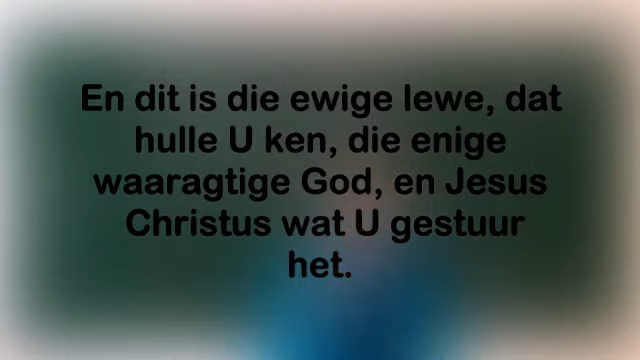 En dit is die ewige lewe, dat
hulle U ken, die enige
waaragtige God, en Jesus
Christus wat U gestuur
het.